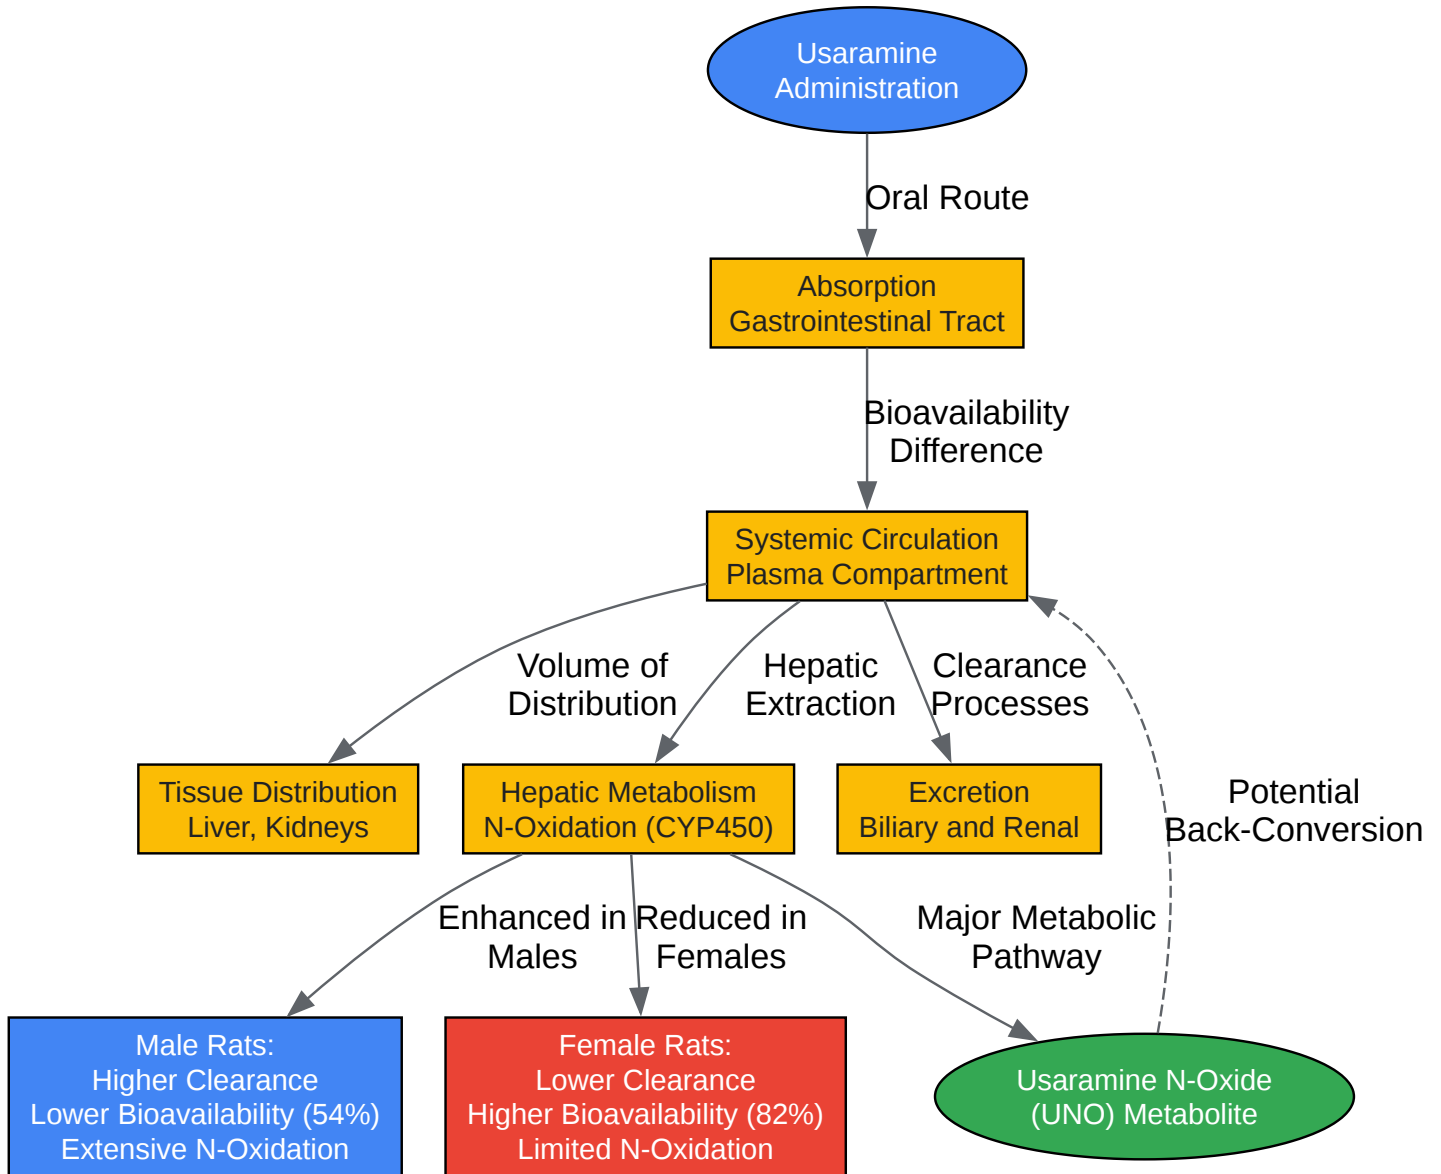 Usaramine
Administration
Oral Route
Absorption
Gastrointestinal Tract
Bioavailability
Difference
Systemic Circulation
Plasma Compartment
Volume of
Distribution
Hepatic
Extraction
Clearance
Processes
Potential
Back-Conversion
Tissue Distribution
Liver, Kidneys
Hepatic Metabolism
N-Oxidation (CYP450)
Excretion
Biliary and Renal
Enhanced in
Males
Reduced in
Females
Major Metabolic
Pathway
Male Rats:
Higher Clearance
Lower Bioavailability (54%)
Extensive N-Oxidation
Female Rats:
Lower Clearance
Higher Bioavailability (82%)
Limited N-Oxidation
Usaramine N-Oxide
(UNO) Metabolite